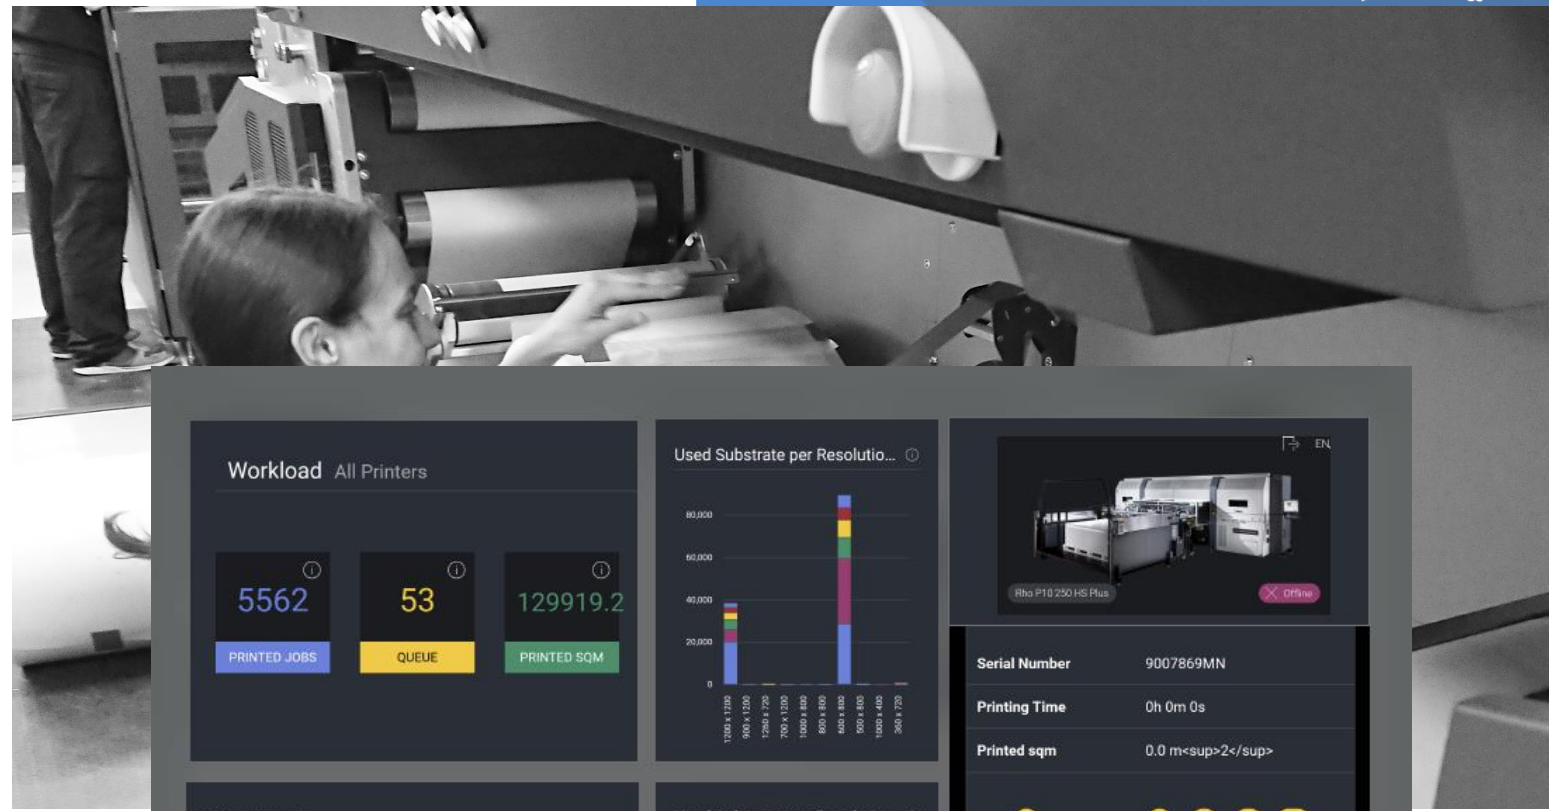 Workload All Printers
5562
PRINTED JOBS
53
QUEUE
129919.2
PRINTED SQM
Used Substrate per Resolutio...
80,000
60,000
40,000
20,000
0
1200 x 1200
900 x 1200
1260 x 720
700 x 1200
1000 x 800
800 x 800
600 x 800
500 x 800
1000 x 400
360 x 720
EN
Rho P10 250 HS Plus
Offline
Serial Number 9007869MN
Printing Time 0h 0m 0s
Printed sqm 0.0 m<sup>2</sup>